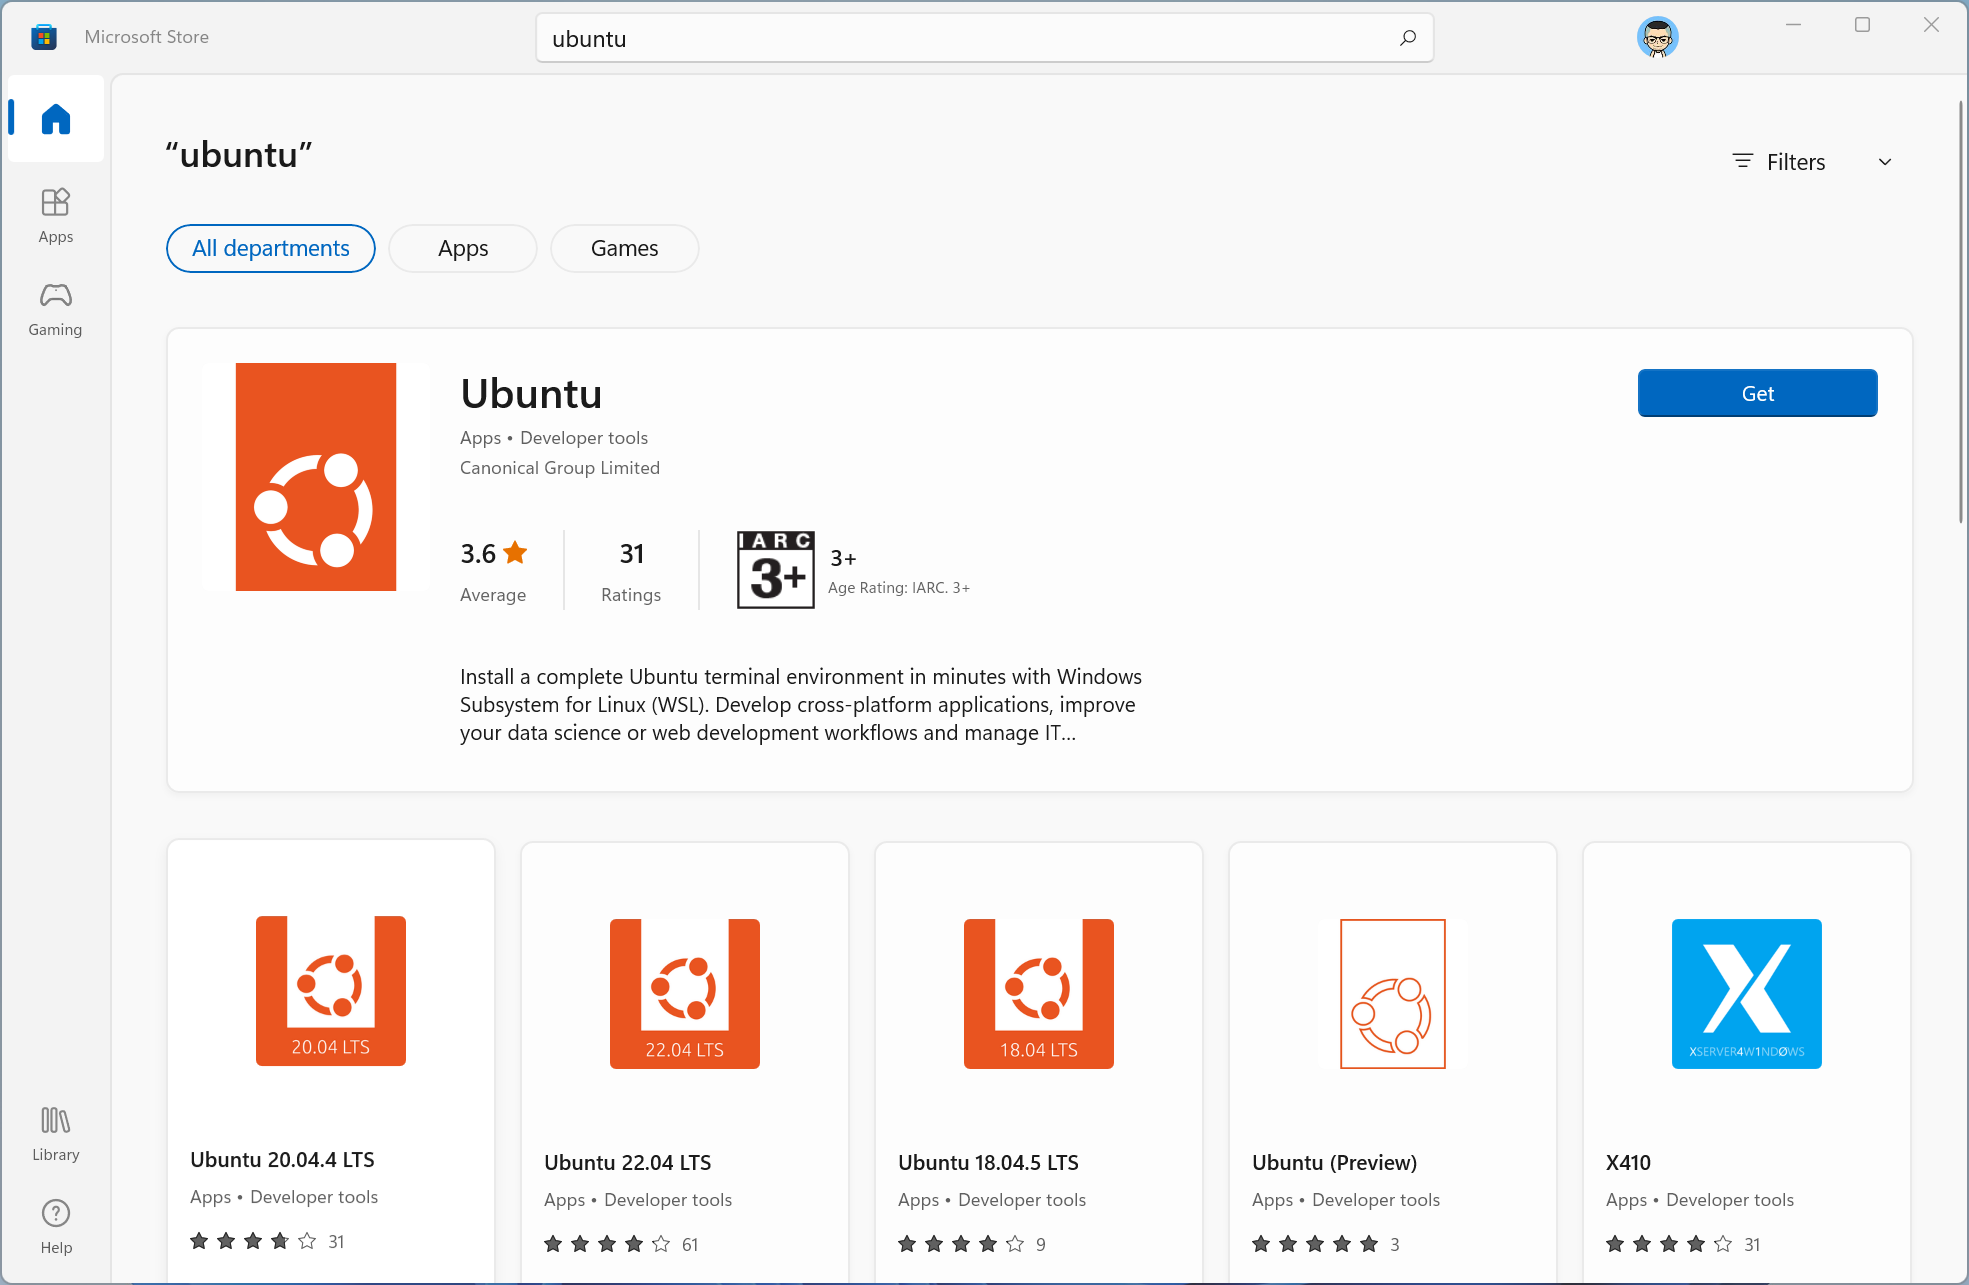 Microsoft Store
ubuntu
Apps
Gaming
Library
Help
“ubuntu”
Filters
All departments
Apps
Games
Ubuntu
Apps • Developer tools
Canonical Group Limited
Get
3.6
Average
31
Ratings
IARC
3+
3+
Age Rating: IARC. 3+
Install a complete Ubuntu terminal environment in minutes with Windows
Subsystem for Linux (WSL). Develop cross-platform applications, improve
your data science or web development workflows and manage IT...
20.04 LTS
Ubuntu 20.04.4 LTS
Apps • Developer tools
31
22.04 LTS
Ubuntu 22.04 LTS
Apps • Developer tools
61
18.04 LTS
Ubuntu 18.04.5 LTS
Apps • Developer tools
9
Ubuntu (Preview)
Apps • Developer tools
3
X
XSERVER4W1NDØWS
X410
Apps • Developer tools
31